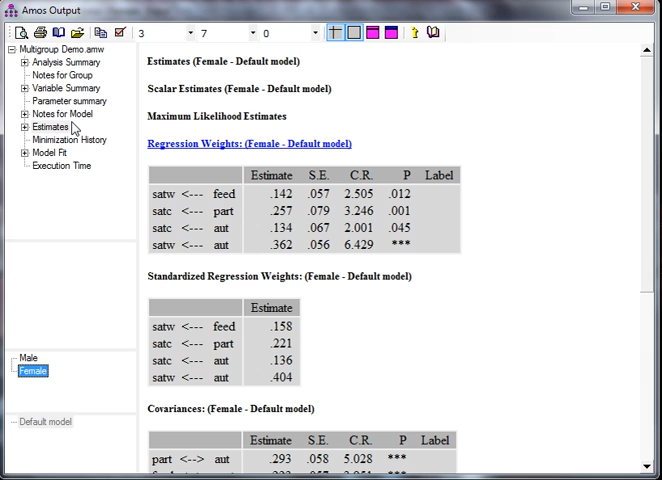 Amos Output
3 7 0
Multigroup Demo.amw
Analysis Summary
Notes for Group
Variable Summary
Parameter summary
Notes for Model
Estimates
Minimization History
Model Fit
Execution Time
Male
Female
Default model
Estimates (Female - Default model)
Scalar Estimates (Female - Default model)
Maximum Likelihood Estimates
Regression Weights: (Female - Default model)
Estimate S.E. C.R. P Label
satw <--- feed .142 .057 2.505 .012
satc <--- part .257 .079 3.246 .001
satc <--- aut .134 .067 2.001 .045
satw <--- aut .362 .056 6.429 ***
Standardized Regression Weights: (Female - Default model)
Estimate
satw <--- feed .158
satc <--- part .221
satc <--- aut .136
satw <--- aut .404
Covariances: (Female - Default model)
Estimate S.E. C.R. P Label
part <--> aut .293 .058 5.028 ***